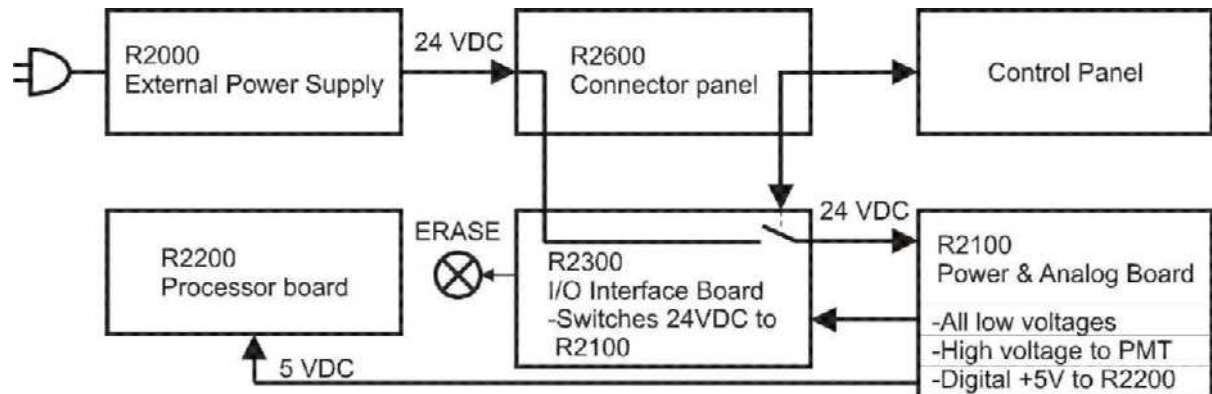 R2000
External Power Supply
24 VDC
R2600
Connector panel
Control Panel
R2200
Processor board
ERASE
R2300
I/O Interface Board
-Switches 24VDC to
R2100
24 VDC
R2100
Power & Analog Board
-All low voltages
-High voltage to PMT
-Digital +5V to R2200
5 VDC